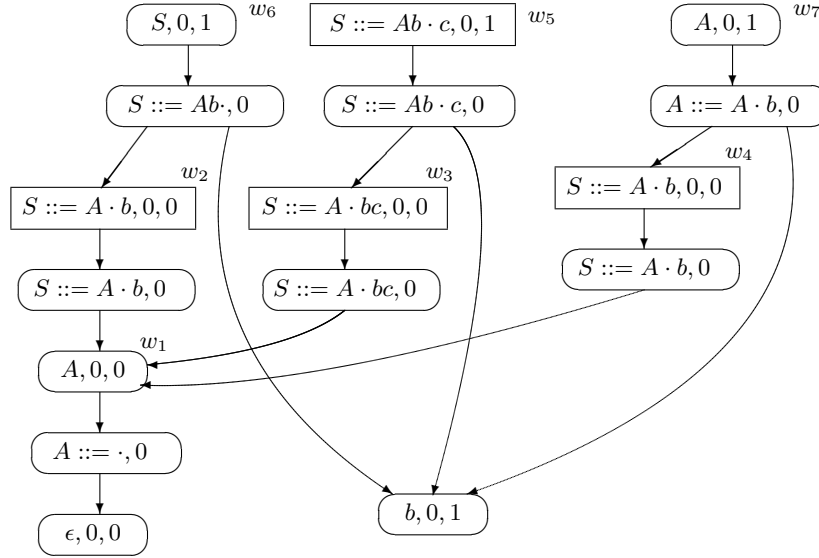 S, 0, 1 w₆
S ::= Ab · c, 0, 1 w₅
A, 0, 1 w₇
S ::= Ab·, 0
S ::= Ab · c, 0
A ::= A · b, 0
w₂
w₃
w₄
S ::= A · b, 0, 0
S ::= A · bc, 0, 0
S ::= A · b, 0, 0
S ::= A · b, 0
S ::= A · bc, 0
S ::= A · b, 0
w₁
A, 0, 0
A ::= ·, 0
ϵ, 0, 0
b, 0, 1